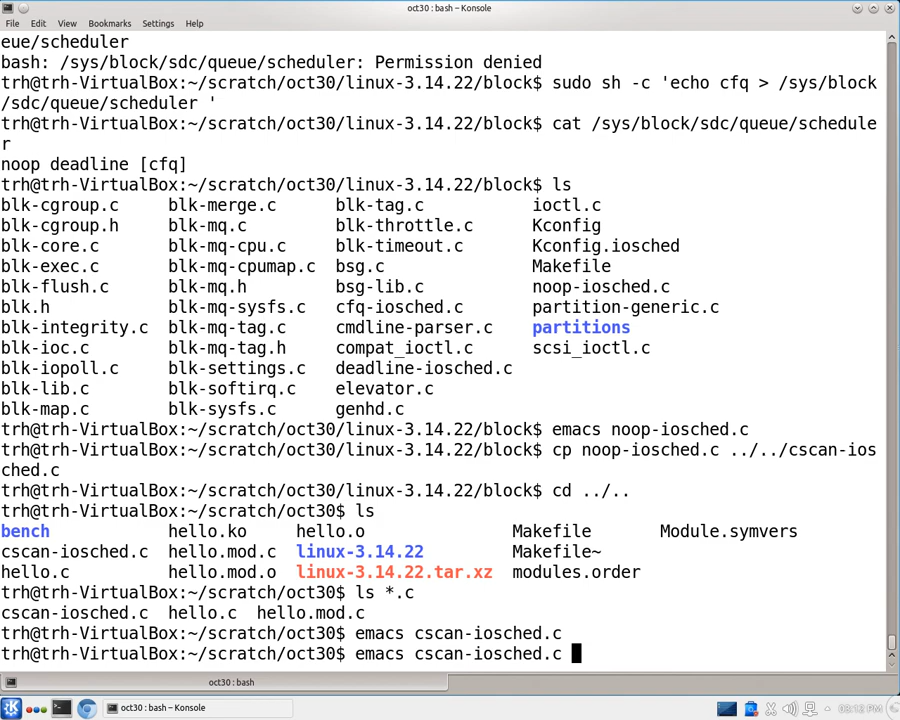 oct30 : bash – Konsole
File Edit View Bookmarks Settings Help
eue/scheduler
bash: /sys/block/sdc/queue/scheduler: Permission denied
trh@trh-VirtualBox:~/scratch/oct30/linux-3.14.22/block$ sudo sh -c 'echo cfq > /sys/block
/sdc/queue/scheduler '
trh@trh-VirtualBox:~/scratch/oct30/linux-3.14.22/block$ cat /sys/block/sdc/queue/schedule
r
noop deadline [cfq]
trh@trh-VirtualBox:~/scratch/oct30/linux-3.14.22/block$ ls
blk-cgroup.c blk-merge.c blk-tag.c ioctl.c
blk-cgroup.h blk-mq.c blk-throttle.c Kconfig
blk-core.c blk-mq-cpu.c blk-timeout.c Kconfig.iosched
blk-exec.c blk-mq-cpumap.c bsg.c Makefile
blk-flush.c blk-mq.h bsg-lib.c noop-iosched.c
blk.h blk-mq-sysfs.c cfq-iosched.c partition-generic.c
blk-integrity.c blk-mq-tag.c cmdline-parser.c partitions
blk-ioc.c blk-mq-tag.h compat_ioctl.c scsi_ioctl.c
blk-iopoll.c blk-settings.c deadline-iosched.c
blk-lib.c blk-softirq.c elevator.c
blk-map.c blk-sysfs.c genhd.c
trh@trh-VirtualBox:~/scratch/oct30/linux-3.14.22/block$ emacs noop-iosched.c
trh@trh-VirtualBox:~/scratch/oct30/linux-3.14.22/block$ cp noop-iosched.c ../../cscan-ios
ched.c
trh@trh-VirtualBox:~/scratch/oct30/linux-3.14.22/block$ cd ../..
trh@trh-VirtualBox:~/scratch/oct30$ ls
bench hello.ko hello.o Makefile Module.symvers
cscan-iosched.c hello.mod.c linux-3.14.22 Makefile~
hello.c hello.mod.o linux-3.14.22.tar.xz modules.order
trh@trh-VirtualBox:~/scratch/oct30$ ls *.c
cscan-iosched.c hello.c hello.mod.c
trh@trh-VirtualBox:~/scratch/oct30$ emacs cscan-iosched.c
trh@trh-VirtualBox:~/scratch/oct30$ emacs cscan-iosched.c
oct30 : bash
oct30 : bash – Konsole 03:12 PM